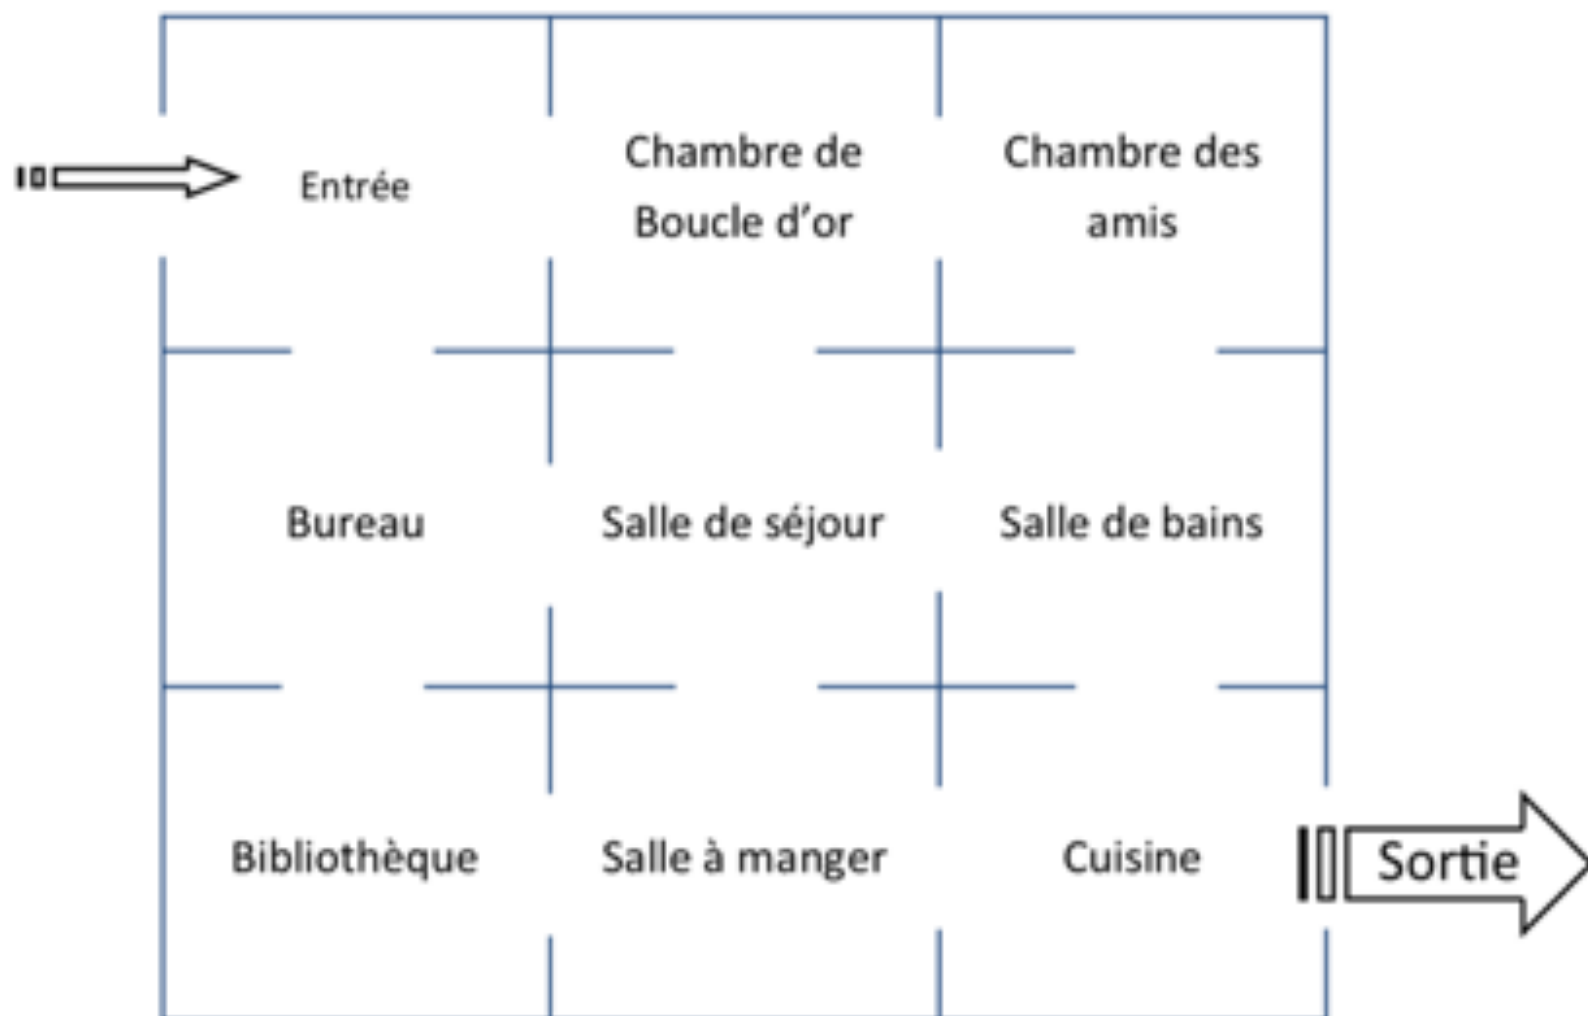 Entrée
Chambre de
Boucle d’or
Chambre des
amis
Bureau
Salle de séjour
Salle de bains
Bibliothèque
Salle à manger
Cuisine
Sortie